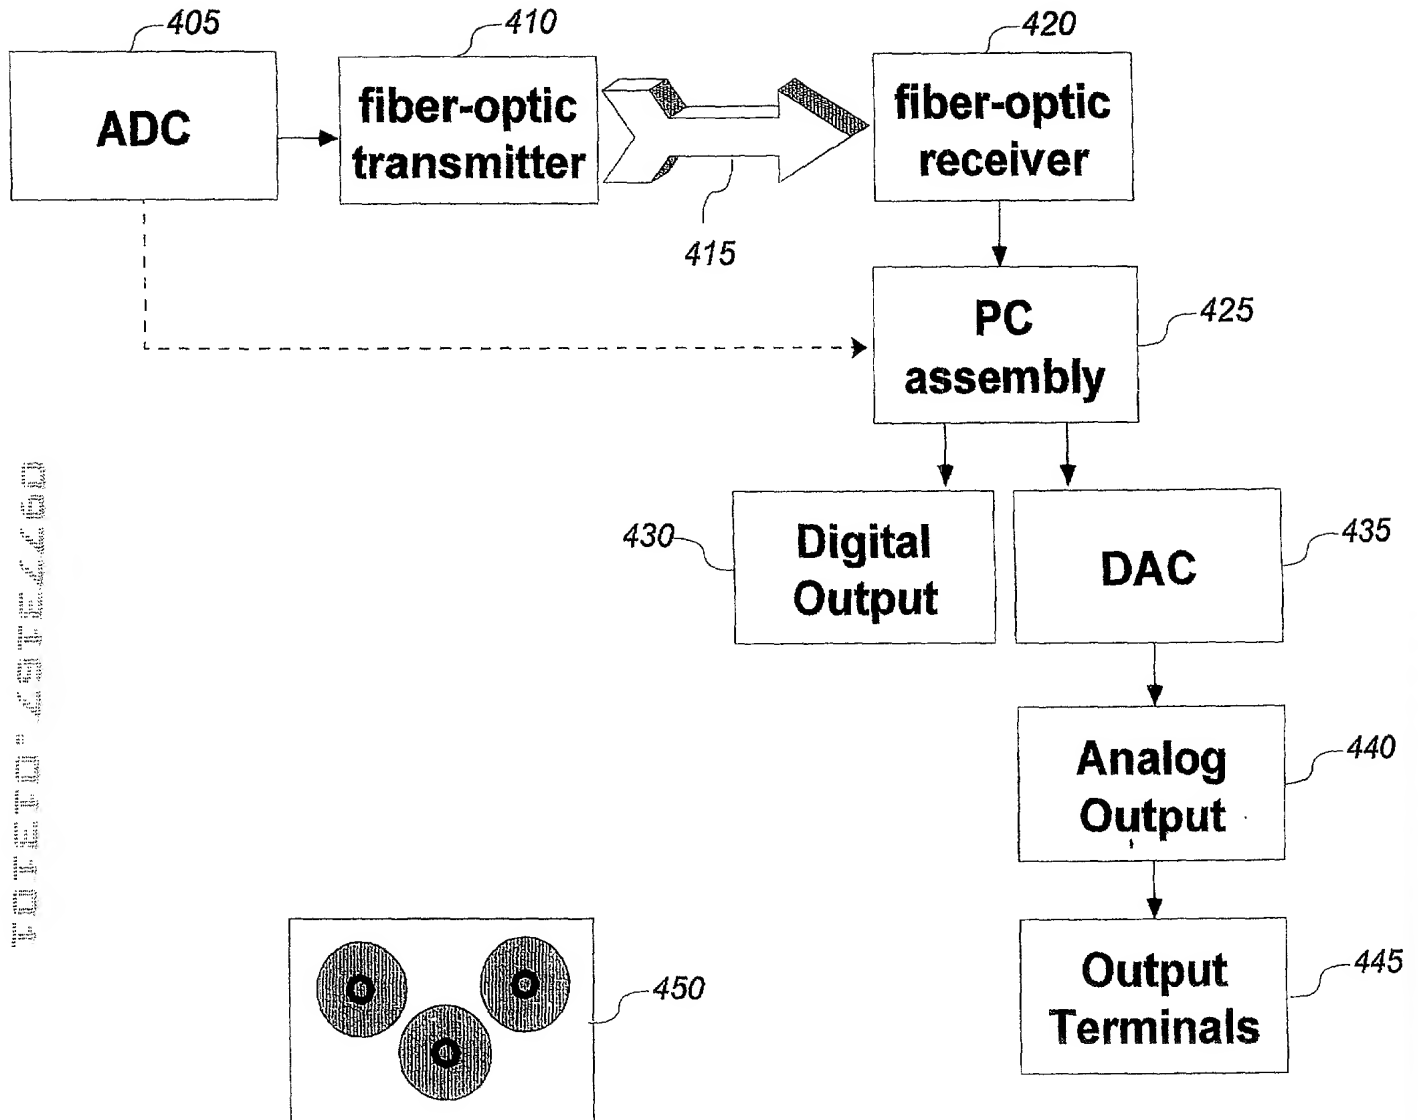 405
410
420
ADC
fiber-optic
transmitter
fiber-optic
receiver
415
PC
assembly
425
430
Digital
Output
DAC
435
Analog
Output
440
Output
Terminals
445
450